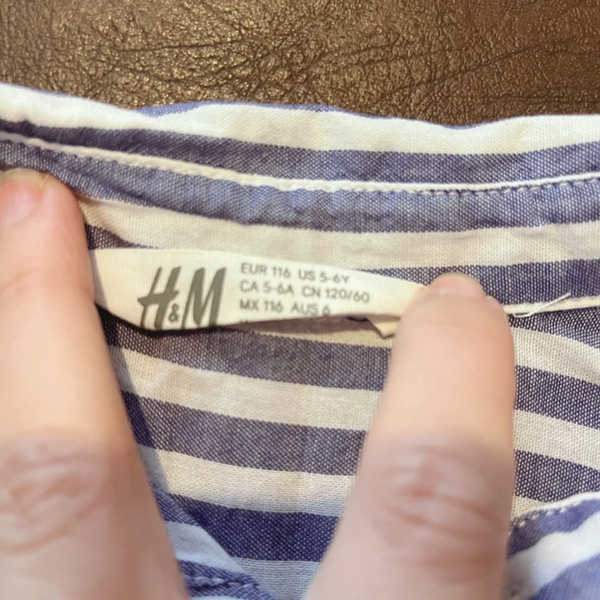 H&M
EUR 116 US 5-6Y
CA 5-6A CN 120/60
MX 116 AUS 6